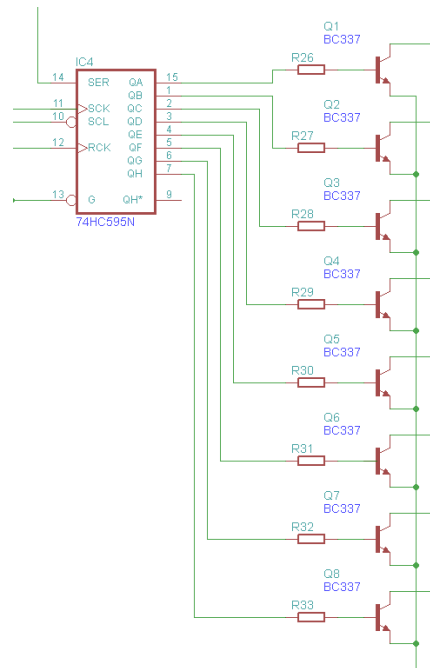 Q1
BC337
IC4
14 SER QA 15
QB 1
11 SCK QC 2
10 SCL QD 3
QE 4
12 RCK QF 5
QG 6
QH 7
13 G QH* 9
74HC595N
R26
Q2
BC337
R27
Q3
BC337
R28
Q4
BC337
R29
Q5
BC337
R30
Q6
BC337
R31
Q7
BC337
R32
Q8
BC337
R33